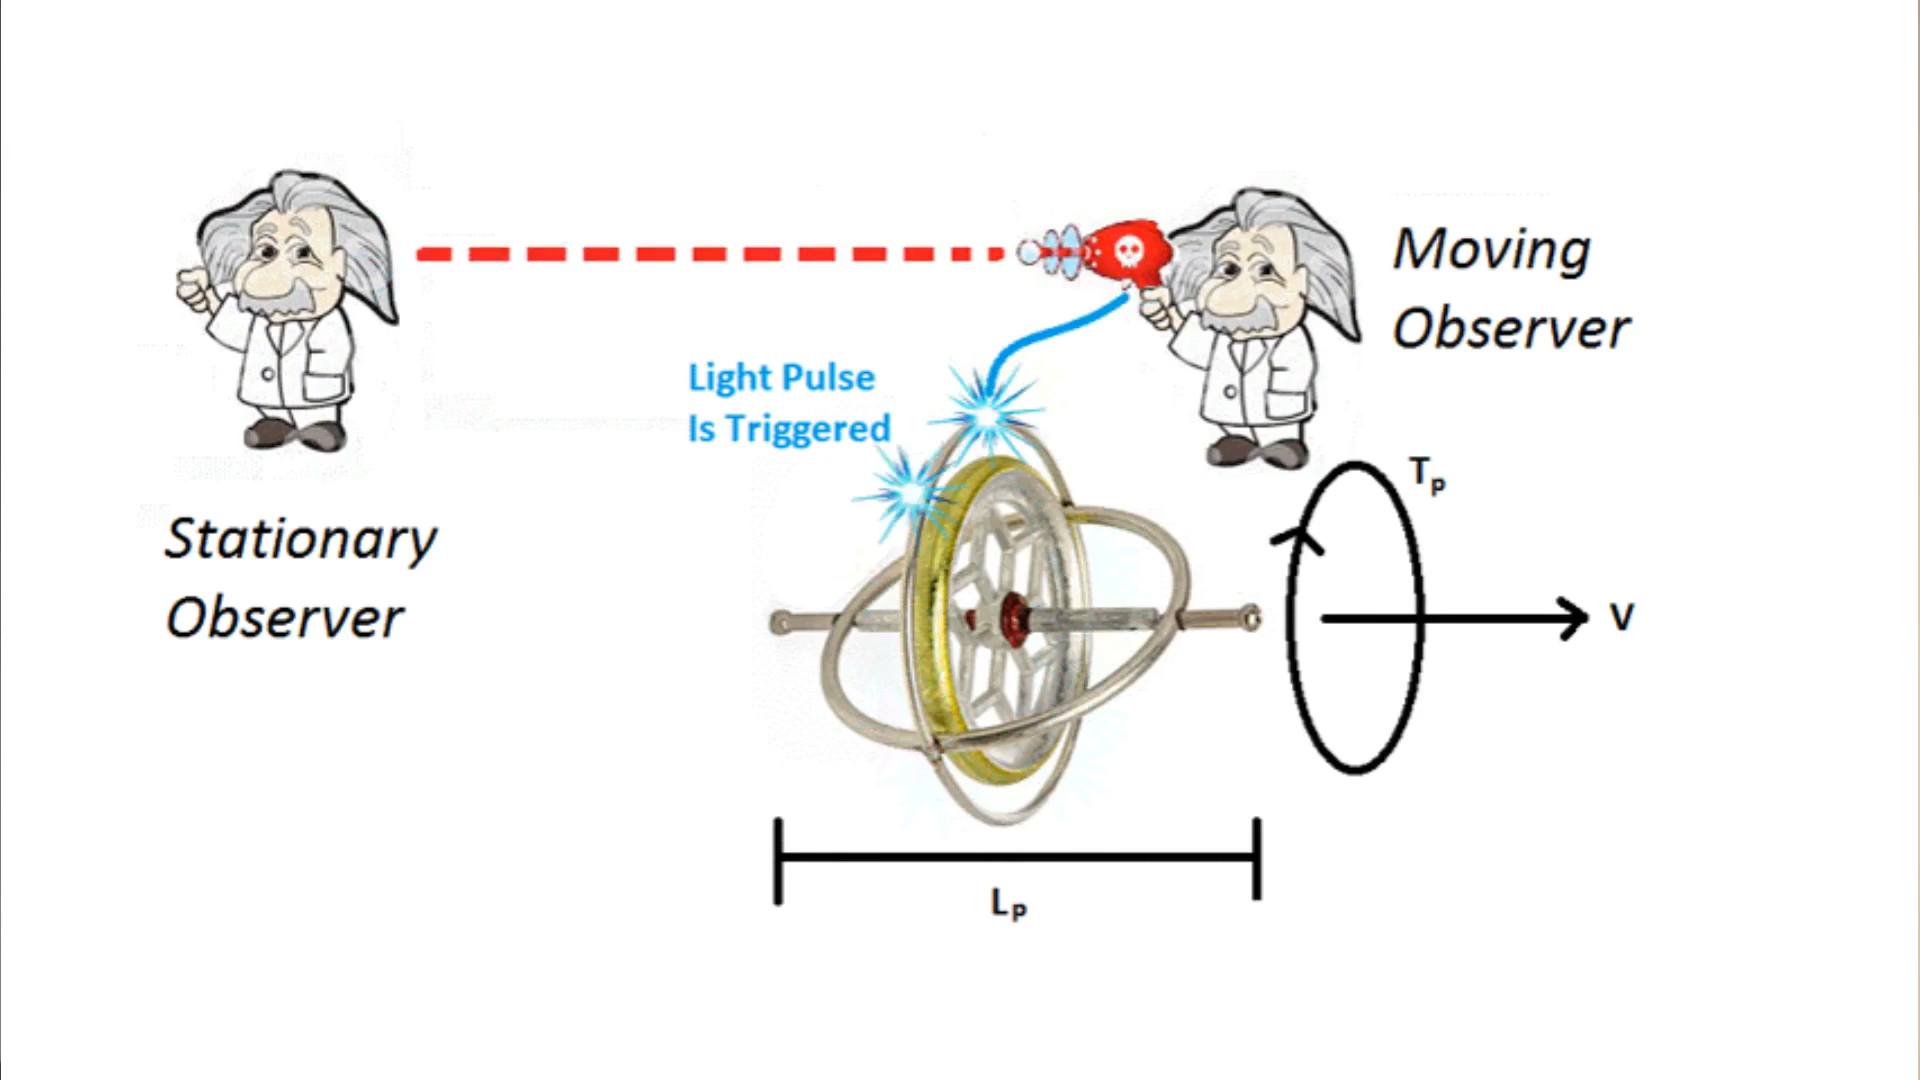 Moving
Observer
Light Pulse
Is Triggered
Stationary
Observer
Tp
V
Lp